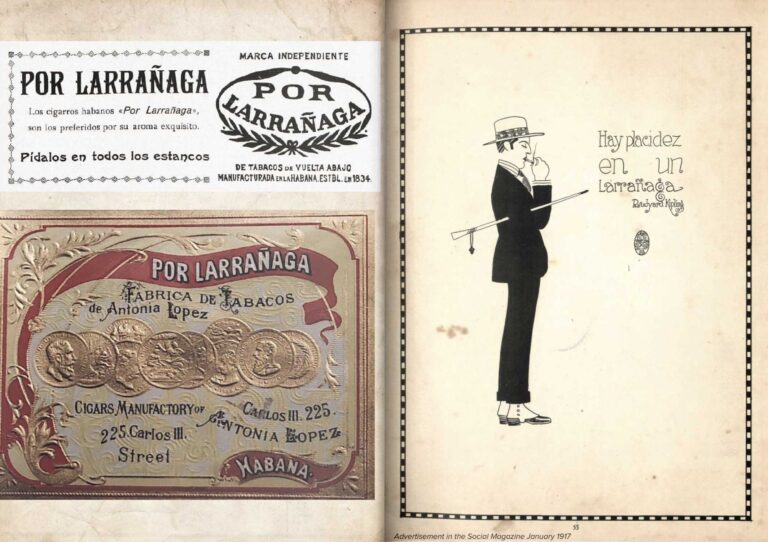 POR LARRAÑAGA
Los cigarros habanos «Por Larrañaga»,
son los preferidos por su aroma exquisito.
Pídalos en todos los estancos
MARCA INDEPENDIENTE
POR
LARRAÑAGA
DE TABACOS DE VUELTA ABAJO
MANUFACTURADA EN LA HABANA. ESTBL. EN 1834.
POR LARRAÑAGA
FÁBRICA DE TABACOS
de Antonia Lopez
CIGARS MANUFACTORY OF
225. Carlos III.
Street
CARLOS III. 225.
ANTONIA LOPEZ
HABANA.
Hay placidez
en un
Larrañaga
Rudyard Kipling
55
Advertisement in the Social Magazine January 1917